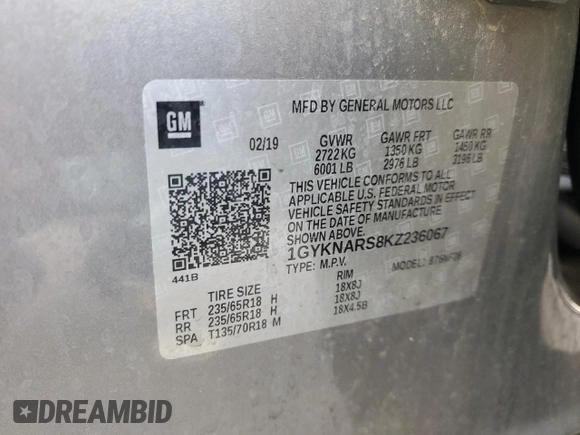 GM
MFD BY GENERAL MOTORS LLC
02/19 GVWR GAWR FRT GAWR RR
2722 KG 1350 KG 1450 KG
6001 LB 2976 LB 3196 LB
THIS VEHICLE CONFORMS TO ALL
APPLICABLE U.S. FEDERAL MOTOR
VEHICLE SAFETY STANDARDS IN EFFECT
ON THE DATE OF MANUFACTURE SHOWN ABOVE.
1GYKNARS8KZ236067
441B
TYPE: M.P.V. MODEL:
TIRE SIZE RIM
FRT 235/65R18 H 18X8J
RR 235/65R18 H 18X8J
SPA T135/70R18 M 18X4.5B
DREAMBID